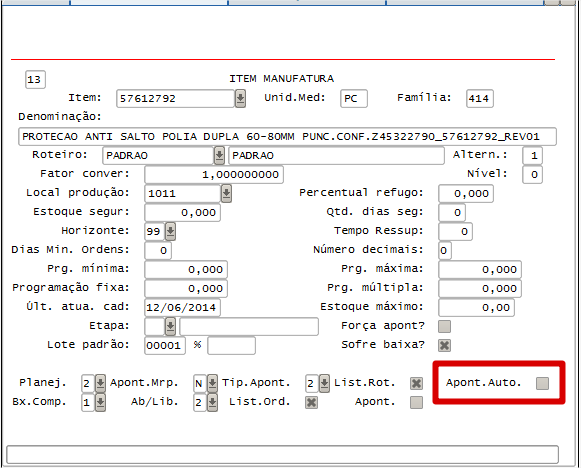 13 ITEM MANUFATURA
Item: 57612792 Unid.Med: PC Família: 414
Denominação:
PROTECAO ANTI SALTO POLIA DUPLA 60-80MM PUNC.CONF.Z45322790_57612792_REV01
Roteiro: PADRAO PADRAO Altern.: 1
Fator conver: 1,000000000 Nível: 0
Local produção: 1011 Percentual refugo: 0,000
Estoque segur: 0,000 Qtd. dias seg: 0
Horizonte: 99 Tempo Ressup: 0
Dias Min. Ordens: 0 Número decimais: 0
Prg. mínima: 0,000 Prg. máxima: 0,000
Programação fixa: 0,000 Prg. múltipla: 0,000
Últ. atua. cad: 12/06/2014 Estoque máximo: 0,00
Etapa: Força apont?
Lote padrão: 00001 % Sofre baixa?
Planej. 2 Apont.Mrp. N Tip.Apont. 2 List.Rot. Apont.Auto.
Bx.Comp. 1 Ab/Lib. 2 List.Ord. Apont.